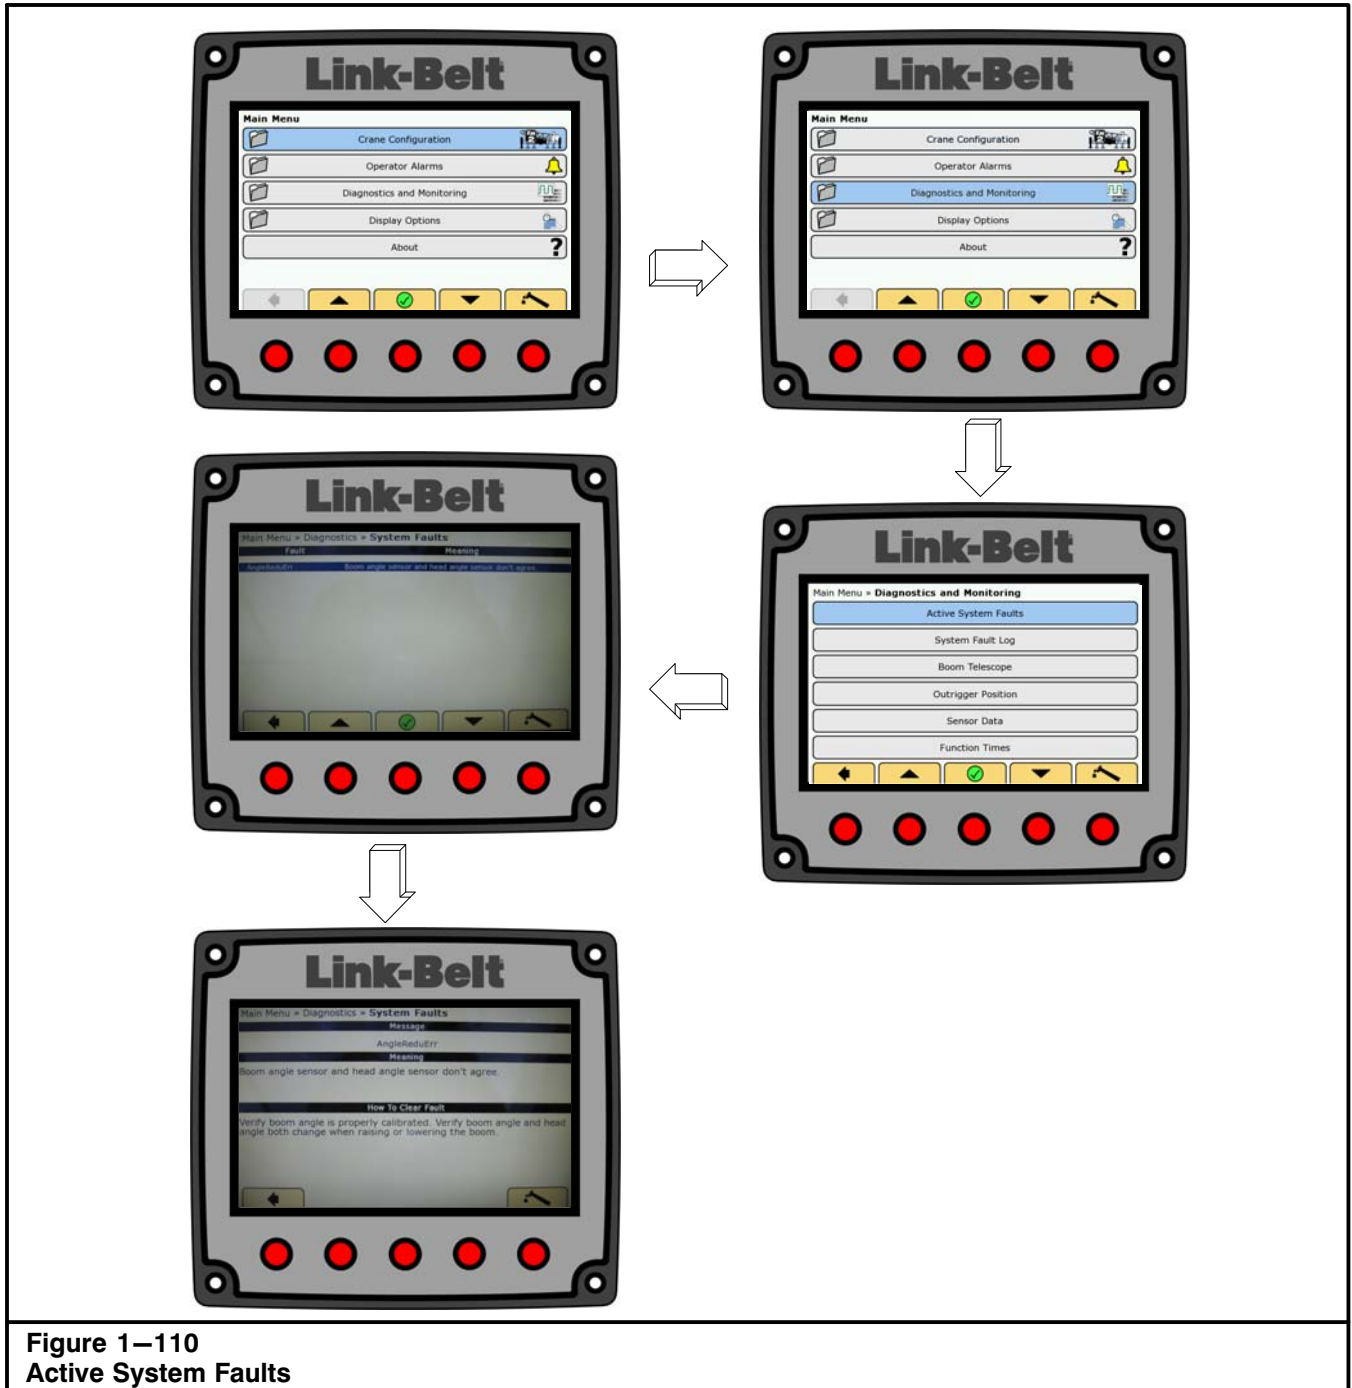 Link-Belt
Main Menu
Crane Configuration
Operator Alarms
Diagnostics and Monitoring
Display Options
About ?
Link-Belt
Main Menu
Crane Configuration
Operator Alarms
Diagnostics and Monitoring
Display Options
About ?
Link-Belt
Main Menu » Diagnostics and Monitoring
Active System Faults
System Fault Log
Boom Telescope
Outrigger Position
Sensor Data
Function Times
Link-Belt
Main Menu » Diagnostics » System Faults
Fault Meaning
AngleReduErr Boom angle sensor and head angle sensor don't agree.
Link-Belt
Main Menu » Diagnostics » System Faults
Message
AngleReduErr
Meaning
Boom angle sensor and head angle sensor don't agree.
How To Clear Fault
Verify boom angle is properly calibrated. Verify boom angle and head
angle both change when raising or lowering the boom.
Figure 1—110
Active System Faults